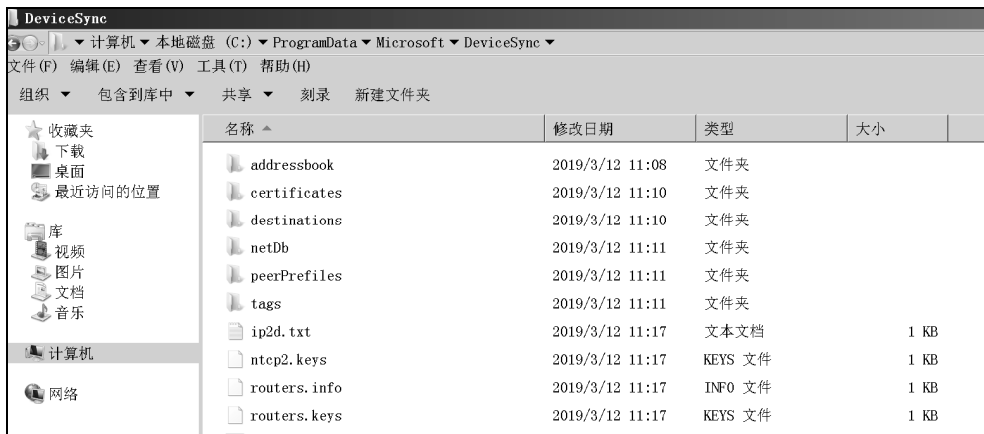 DeviceSync
计算机 本地磁盘 (C:) ProgramData Microsoft DeviceSync
文件(F) 编辑(E) 查看(V) 工具(T) 帮助(H)
组织 包含到库中 共享 刻录 新建文件夹
收藏夹
下载
桌面
最近访问的位置
库
视频
图片
文档
音乐
计算机
网络
名称 修改日期 类型 大小
addressbook 2019/3/12 11:08 文件夹
certificates 2019/3/12 11:10 文件夹
destinations 2019/3/12 11:10 文件夹
netDb 2019/3/12 11:11 文件夹
peerPrefiles 2019/3/12 11:11 文件夹
tags 2019/3/12 11:11 文件夹
ip2d.txt 2019/3/12 11:17 文本文档 1 KB
ntcp2.keys 2019/3/12 11:17 KEYS 文件 1 KB
routers.info 2019/3/12 11:17 INFO 文件 1 KB
routers.keys 2019/3/12 11:17 KEYS 文件 1 KB